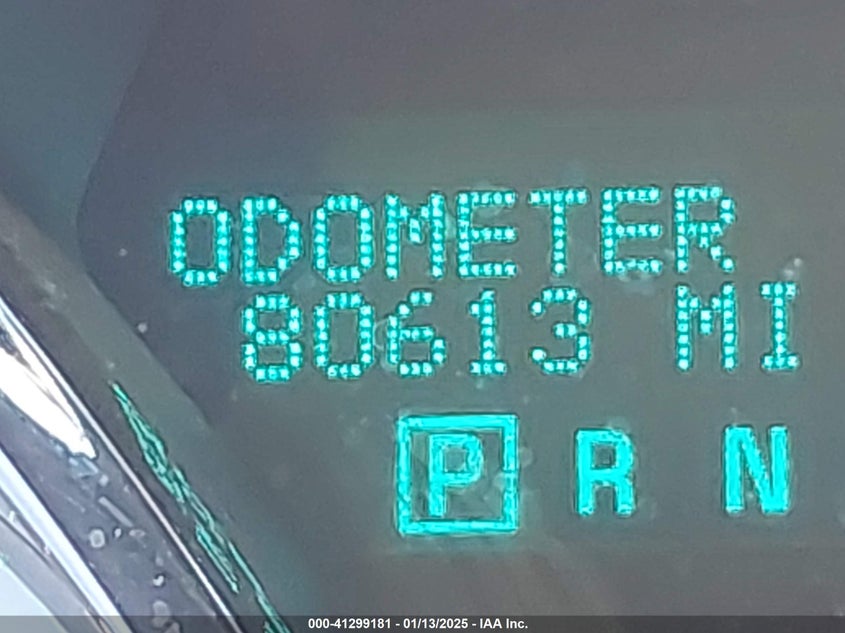 ODOMETER
80613 MI
P R N
000-41299181 - 01/13/2025 - IAA Inc.